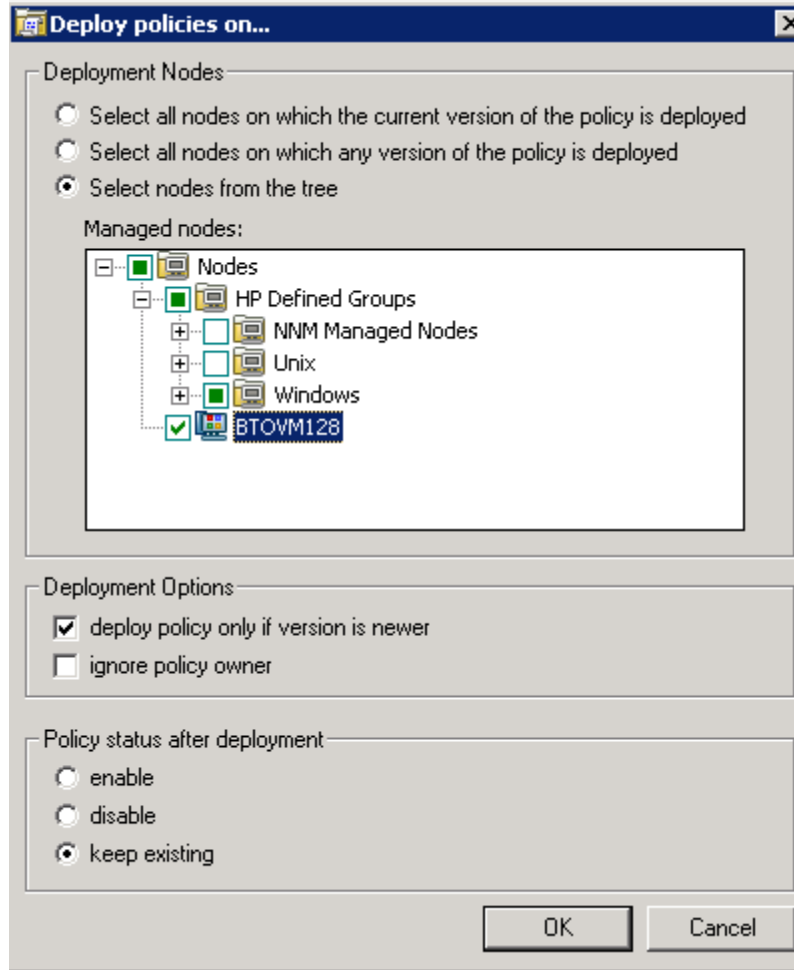 Deploy policies on...
Deployment Nodes
Select all nodes on which the current version of the policy is deployed
Select all nodes on which any version of the policy is deployed
Select nodes from the tree
Managed nodes:
Nodes
HP Defined Groups
NNM Managed Nodes
Unix
Windows
BTOVM128
Deployment Options
deploy policy only if version is newer
ignore policy owner
Policy status after deployment
enable
disable
keep existing
OK Cancel